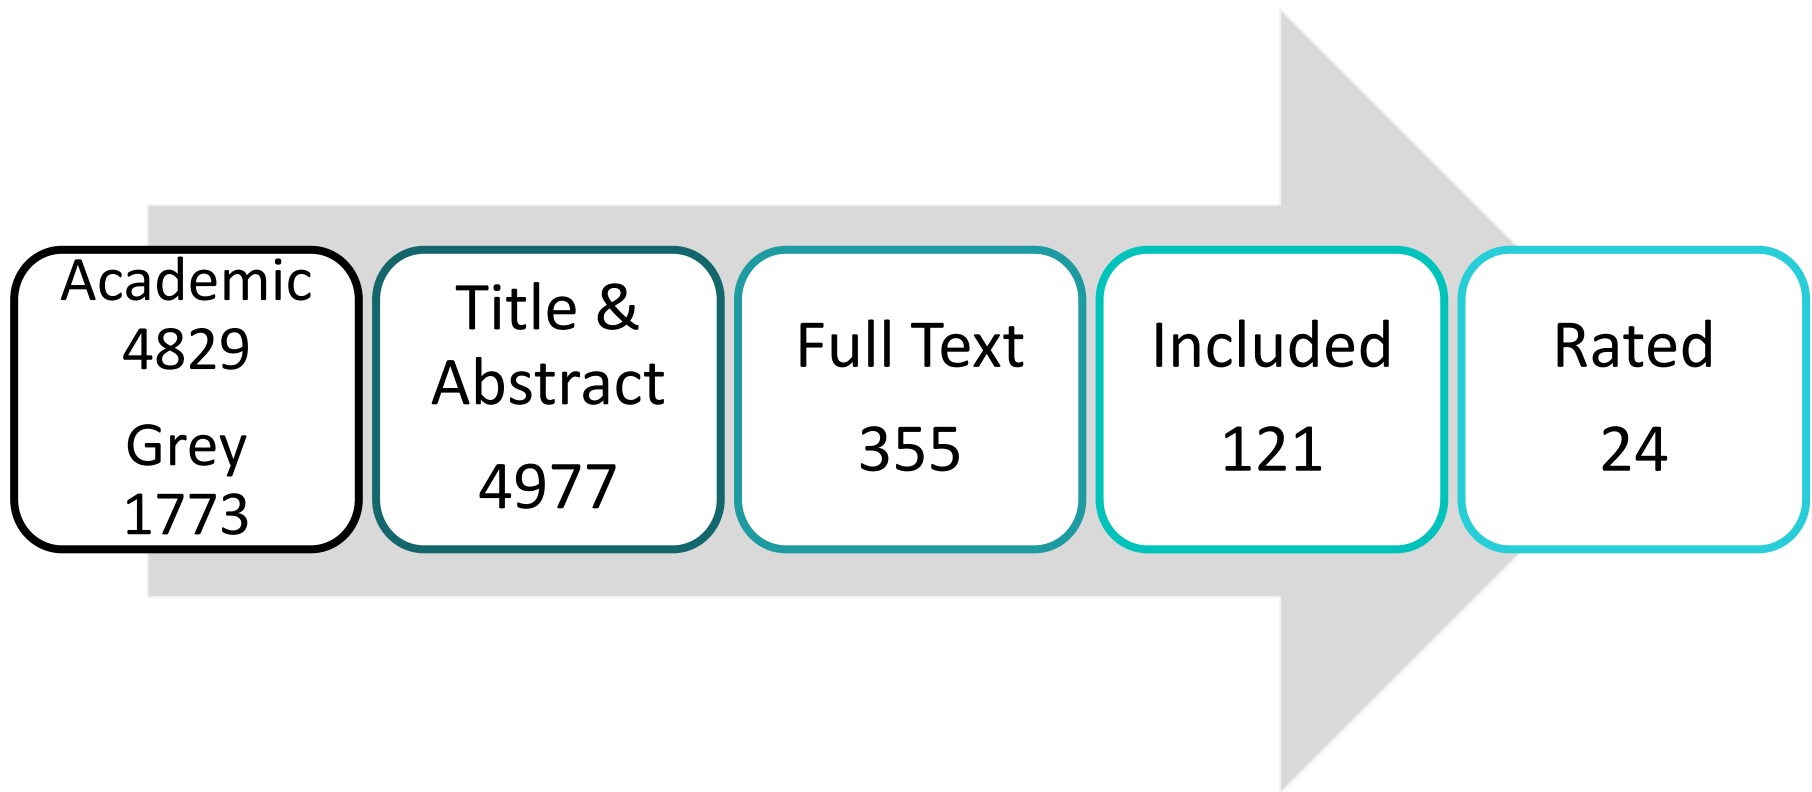 Academic
4829
Grey
1773
Title &
Abstract
4977
Full Text
355
Included
121
Rated
24